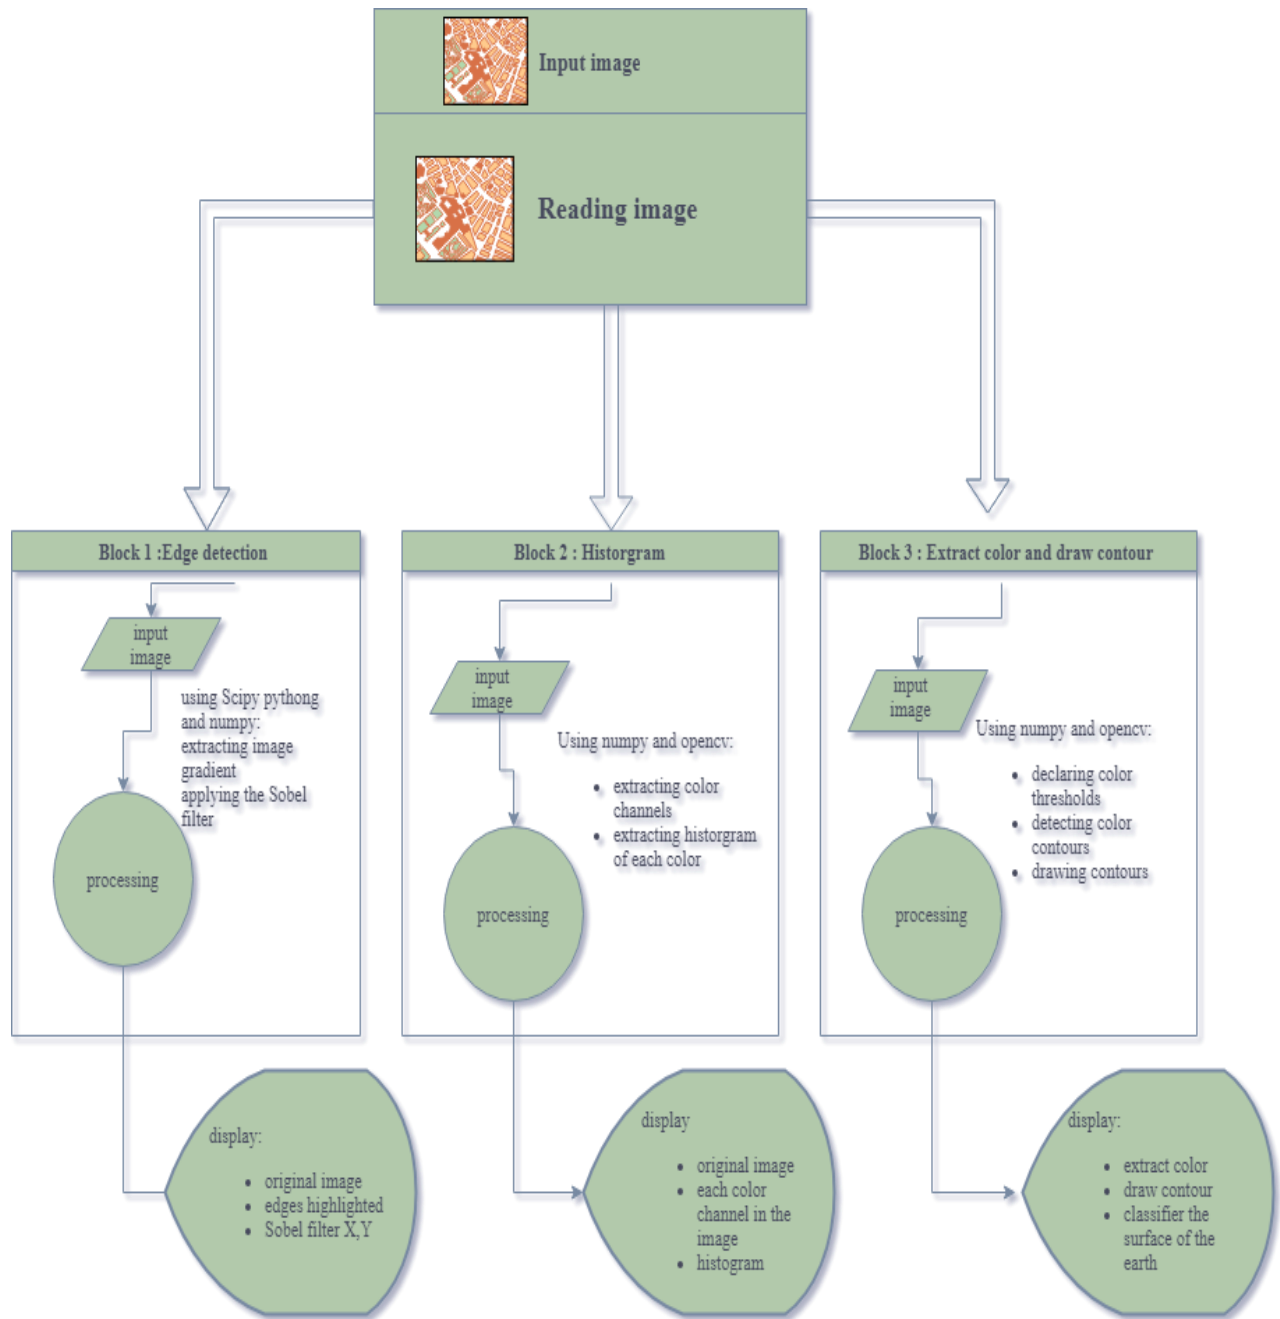 Input image
Reading image
Block 1 :Edge detection
input
image
using Scipy pythong
and numpy:
extracting image
gradient
applying the Sobel
filter
processing
display:
• original image
• edges highlighted
• Sobel filter X,Y
Block 2 : Historgram
input
image
Using numpy and opencv:
• extracting color
channels
• extracting historgram
of each color
processing
display
• original image
• each color
channel in the
image
• histogram
Block 3 : Extract color and draw contour
input
image
Using numpy and opencv:
• declaring color
thresholds
• detecting color
contours
• drawing contours
processing
display:
• extract color
• draw contour
• classifier the
surface of the
earth